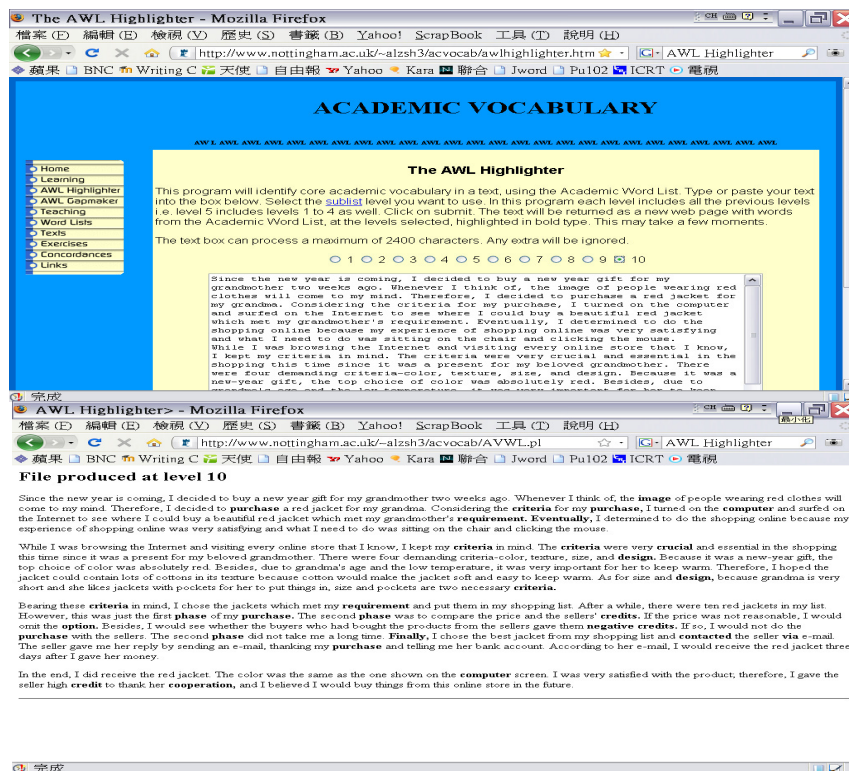 The AWL Highlighter - Mozilla Firefox
檔案 (F) 編輯 (E) 檢視 (V) 歷史 (S) 書籤 (B) Yahoo! ScrapBook 工具 (T) 說明 (H)
http://www.nottingham.ac.uk/~alzsh3/acvocab/awlhighlighter.htm AWL Highlighter
蘋果 BNC Writing C 天使 自由報 Yahoo Kara 聯合 Jword Pu102 ICRT 電視
ACADEMIC VOCABULARY
AWL AWL AWL AWL AWL AWL AWL AWL AWL AWL AWL AWL AWL AWL AWL AWL AWL AWL AWL AWL AWL AWL AWL AWL
Home
Learning
AWL Highlighter
AWL Gapmaker
Teaching
Word Lists
Texts
Exercises
Concordances
Links
The AWL Highlighter
This program will identify core academic vocabulary in a text, using the Academic Word List. Type or paste your text
into the box below. Select the sublist level you want to use. In this program each level includes all the previous levels
i.e. level 5 includes levels 1 to 4 as well. Click on submit. The text will be returned as a new web page with words
from the Academic Word List, at the levels selected, highlighted in bold type. This may take a few moments.
The text box can process a maximum of 2400 characters. Any extra will be ignored.
1 2 3 4 5 6 7 8 9 10
Since the new year is coming, I decided to buy a new year gift for my
grandmother two weeks ago. Whenever I think of, the image of people wearing red
clothes will come to my mind. Therefore, I decided to purchase a red jacket for
my grandma. Considering the criteria for my purchase, I turned on the computer
and surfed on the Internet to see where I could buy a beautiful red jacket
which met my grandmother's requirement. Eventually, I determined to do the
shopping online because my experience of shopping online was very satisfying
and what I need to do was sitting on the chair and clicking the mouse.
While I was browsing the Internet and visiting every online store that I know,
I kept my criteria in mind. The criteria were very crucial and essential in the
shopping this time since it was a present for my beloved grandmother. There
were four demanding criteria-color, texture, size, and design. Because it was a
new-year gift, the top choice of color was absolutely red. Besides, due to
grandma's age and the low temperature, it was very important for her to keep
完成
AWL Highlighter> - Mozilla Firefox
最小化
檔案 (F) 編輯 (E) 檢視 (V) 歷史 (S) 書籤 (B) Yahoo! ScrapBook 工具 (T) 說明 (H)
http://www.nottingham.ac.uk/~alzsh3/acvocab/AVWL.pl AWL Highlighter
蘋果 BNC Writing C 天使 自由報 Yahoo Kara 聯合 Jword Pu102 ICRT 電視
File produced at level 10
Since the new year is coming, I decided to buy a new year gift for my grandmother two weeks ago. Whenever I think of, the image of people wearing red clothes will
come to my mind. Therefore, I decided to purchase a red jacket for my grandma. Considering the criteria for my purchase, I turned on the computer and surfed on
the Internet to see where I could buy a beautiful red jacket which met my grandmother's requirement. Eventually, I determined to do the shopping online because my
experience of shopping online was very satisfying and what I need to do was sitting on the chair and clicking the mouse.
While I was browsing the Internet and visiting every online store that I know, I kept my criteria in mind. The criteria were very crucial and essential in the shopping
this time since it was a present for my beloved grandmother. There were four demanding criteria-color, texture, size, and design. Because it was a new-year gift, the
top choice of color was absolutely red. Besides, due to grandma's age and the low temperature, it was very important for her to keep warm. Therefore, I hoped the
jacket could contain lots of cottons in its texture because cotton would make the jacket soft and easy to keep warm. As for size and design, because grandma is very
short and she likes jackets with pockets for her to put things in, size and pockets are two necessary criteria.
Bearing these criteria in mind, I chose the jackets which met my requirement and put them in my shopping list. After a while, there were ten red jackets in my list.
However, this was just the first phase of my purchase. The second phase was to compare the price and the sellers' credits. If the price was not reasonable, I would
omit the option. Besides, I would see whether the buyers who had bought the products from the sellers gave them negative credits. If so, I would not do the
purchase with the sellers. The second phase did not take me a long time. Finally, I chose the best jacket from my shopping list and contacted the seller via e-mail.
The seller gave me her reply by sending an e-mail, thanking my purchase and telling me her bank account. According to her e-mail, I would receive the red jacket three
days after I gave her money.
In the end, I did receive the red jacket. The color was the same as the one shown on the computer screen. I was very satisfied with the product; therefore, I gave the
seller high credit to thank her cooperation, and I believed I would buy things from this online store in the future.
完成